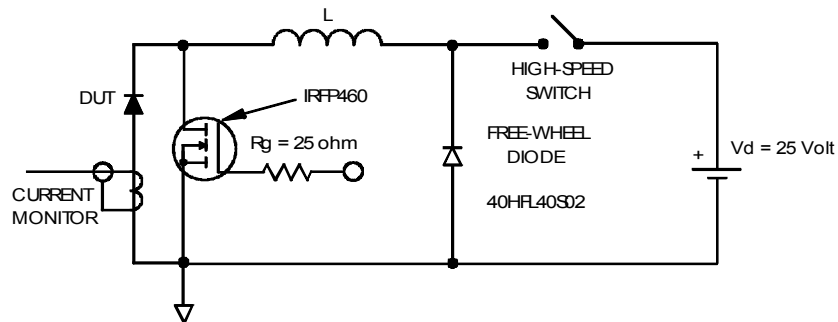 L
HIGH-SPEED
SWITCH
DUT
IRFP460
Rg = 25 ohm
FREE-WHEEL
DIODE
40HFL40S02
+
Vd = 25 Volt
CURRENT
MONITOR